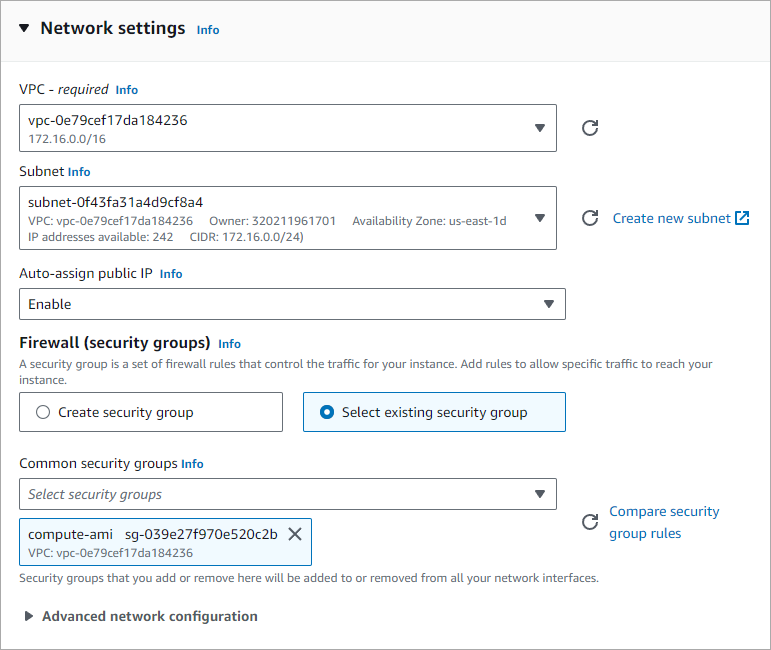 Network settings Info
VPC - required Info
vpc-0e79cef17da184236
172.16.0.0/16
Subnet Info
subnet-0f43fa31a4d9cf8a4
VPC: vpc-0e79cef17da184236 Owner: 320211961701 Availability Zone: us-east-1d
IP addresses available: 242 CIDR: 172.16.0.0/24)
Create new subnet
Auto-assign public IP Info
Enable
Firewall (security groups) Info
A security group is a set of firewall rules that control the traffic for your instance. Add rules to allow specific traffic to reach your
instance.
Create security group
Select existing security group
Common security groups Info
Select security groups
compute-ami sg-039e27f970e520c2b
VPC: vpc-0e79cef17da184236
Compare security
group rules
Security groups that you add or remove here will be added to or removed from all your network interfaces.
Advanced network configuration